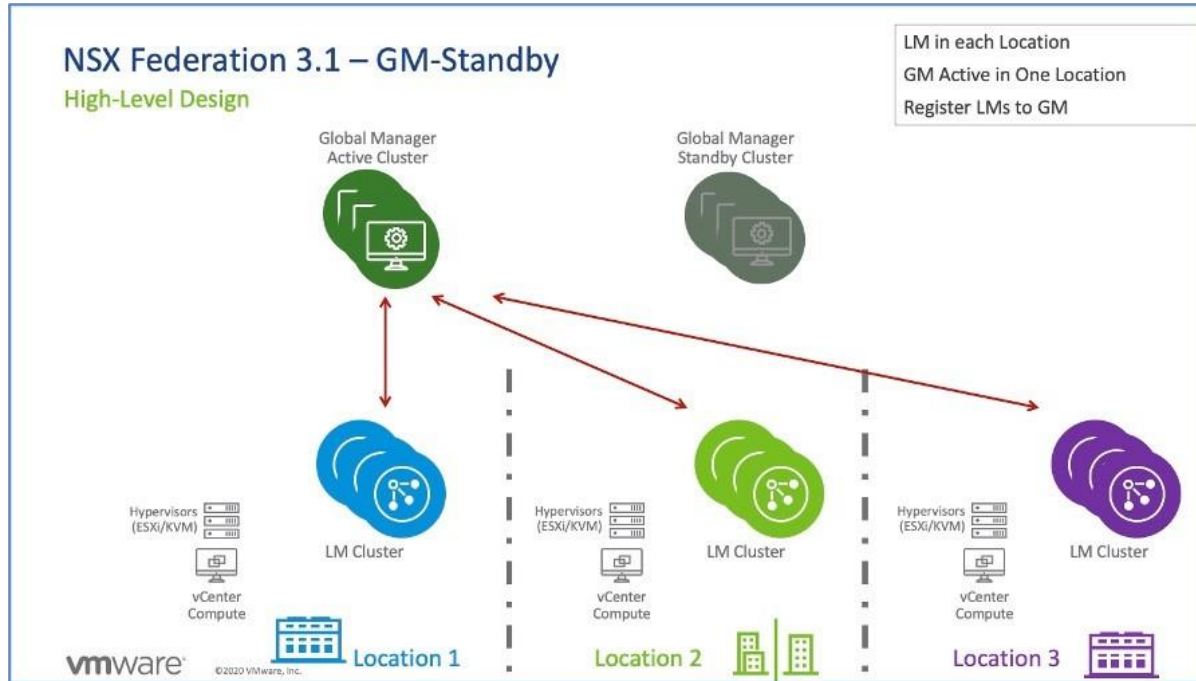 NSX Federation 3.1 – GM-Standby
High-Level Design
LM in each Location
GM Active in One Location
Register LMs to GM
Global Manager
Active Cluster
Global Manager
Standby Cluster
Hypervisors
(ESXi/KVM)
LM Cluster
vCenter
Compute
Hypervisors
(ESXi/KVM)
LM Cluster
vCenter
Compute
Hypervisors
(ESXi/KVM)
LM Cluster
vCenter
Compute
Location 1
Location 2
Location 3
vmware
©2020 VMware, Inc.